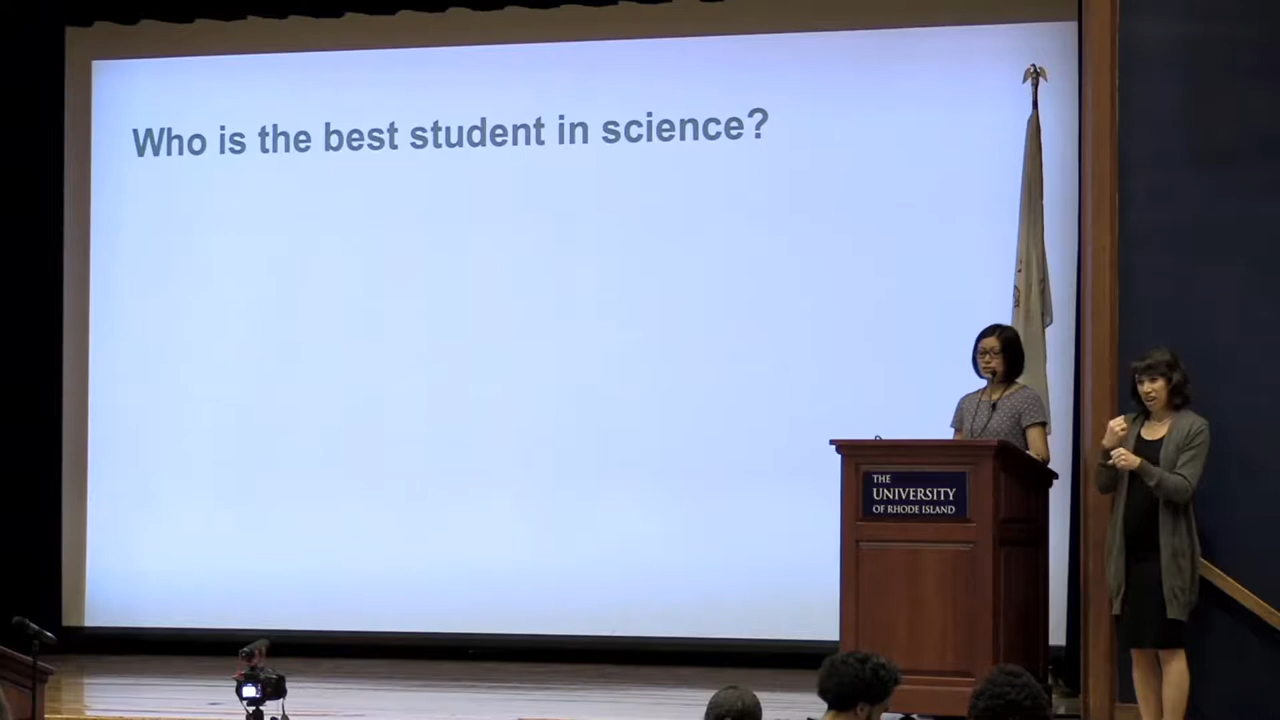 Who is the best student in science?
THE
UNIVERSITY
OF RHODE ISLAND